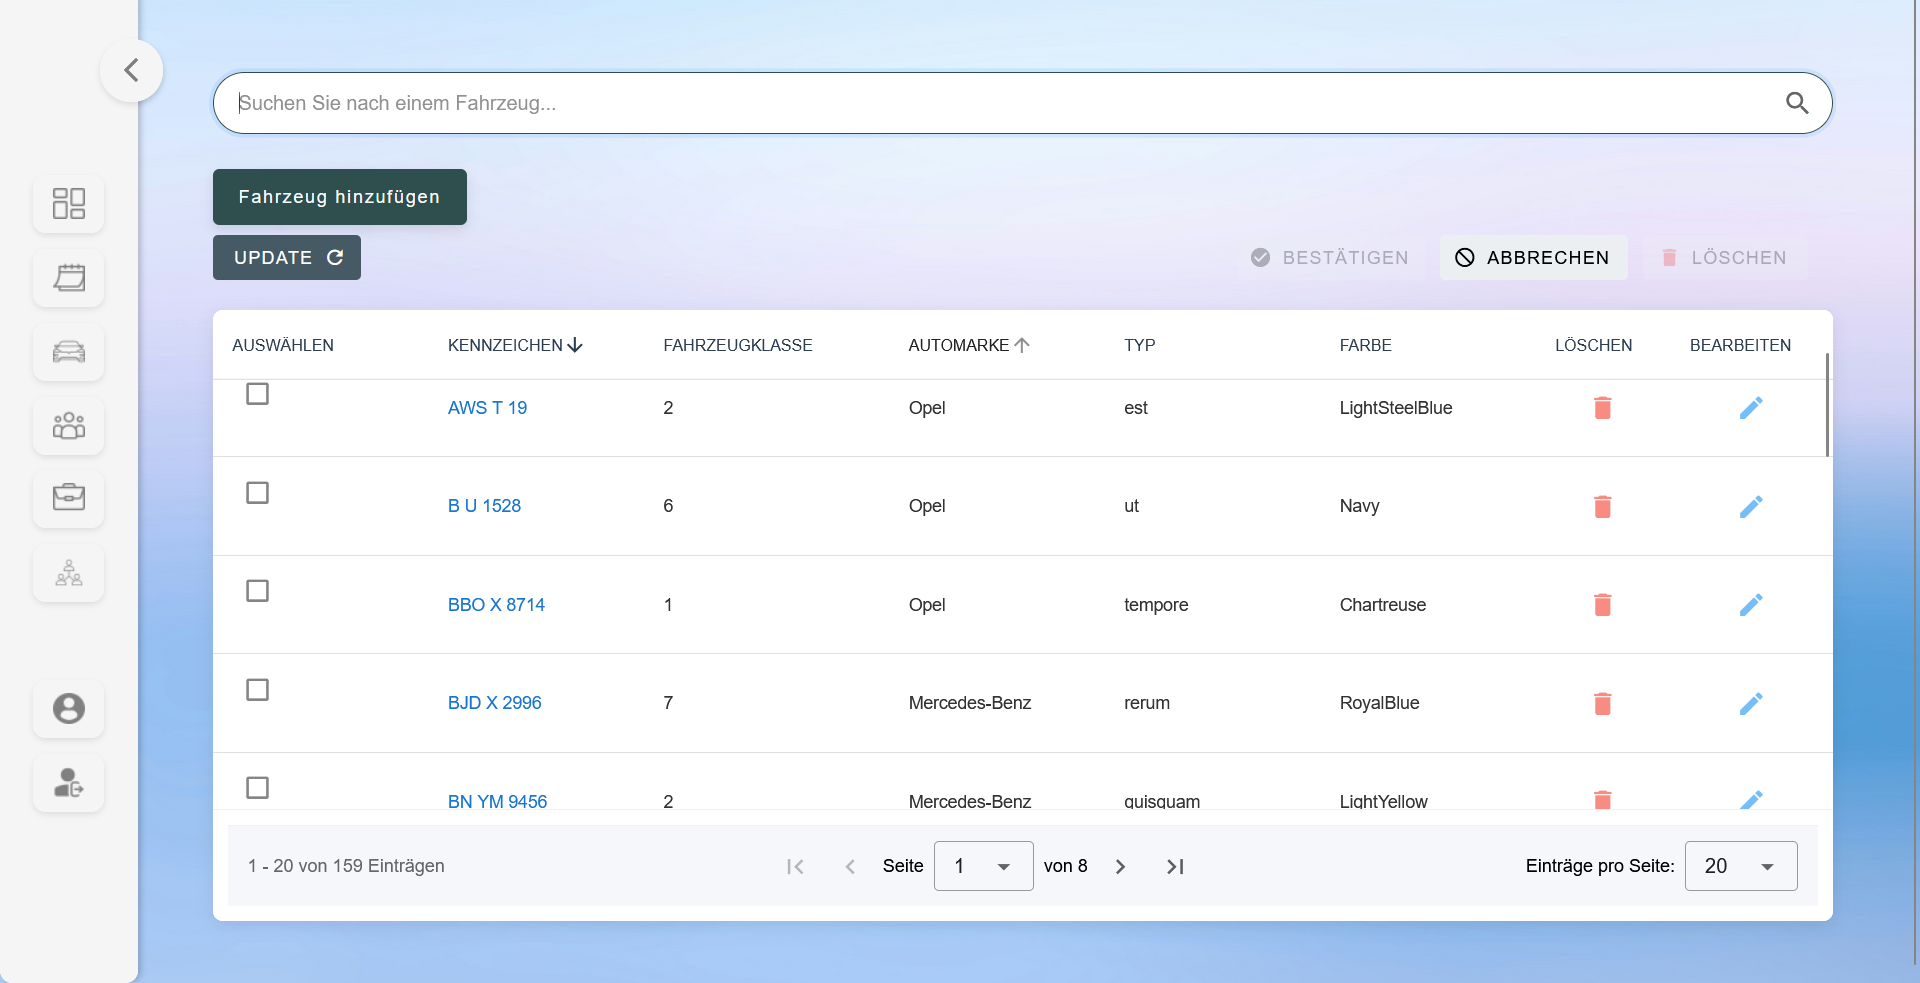 Suchen Sie nach einem Fahrzeug...
Fahrzeug hinzufügen
UPDATE BESTÄTIGEN ABBRECHEN LÖSCHEN
AUSWÄHLEN KENNZEICHEN FAHRZEUGKLASSE AUTOMARKE TYP FARBE LÖSCHEN BEARBEITEN
AWS T 19 2 Opel est LightSteelBlue
B U 1528 6 Opel ut Navy
BBO X 8714 1 Opel tempore Chartreuse
BJD X 2996 7 Mercedes-Benz rerum RoyalBlue
BN YM 9456 2 Mercedes-Benz quisquam LightYellow
1 - 20 von 159 Einträgen Seite 1 von 8 Einträge pro Seite: 20